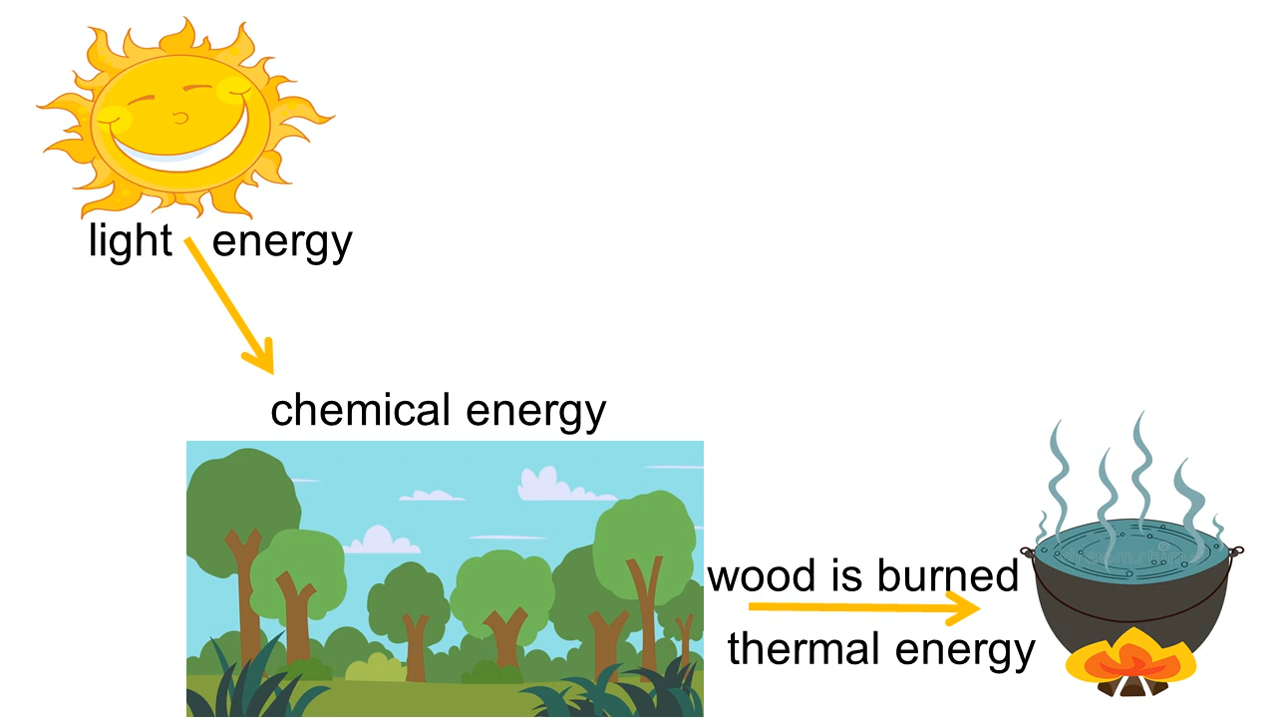 light energy
chemical energy
wood is burned
thermal energy